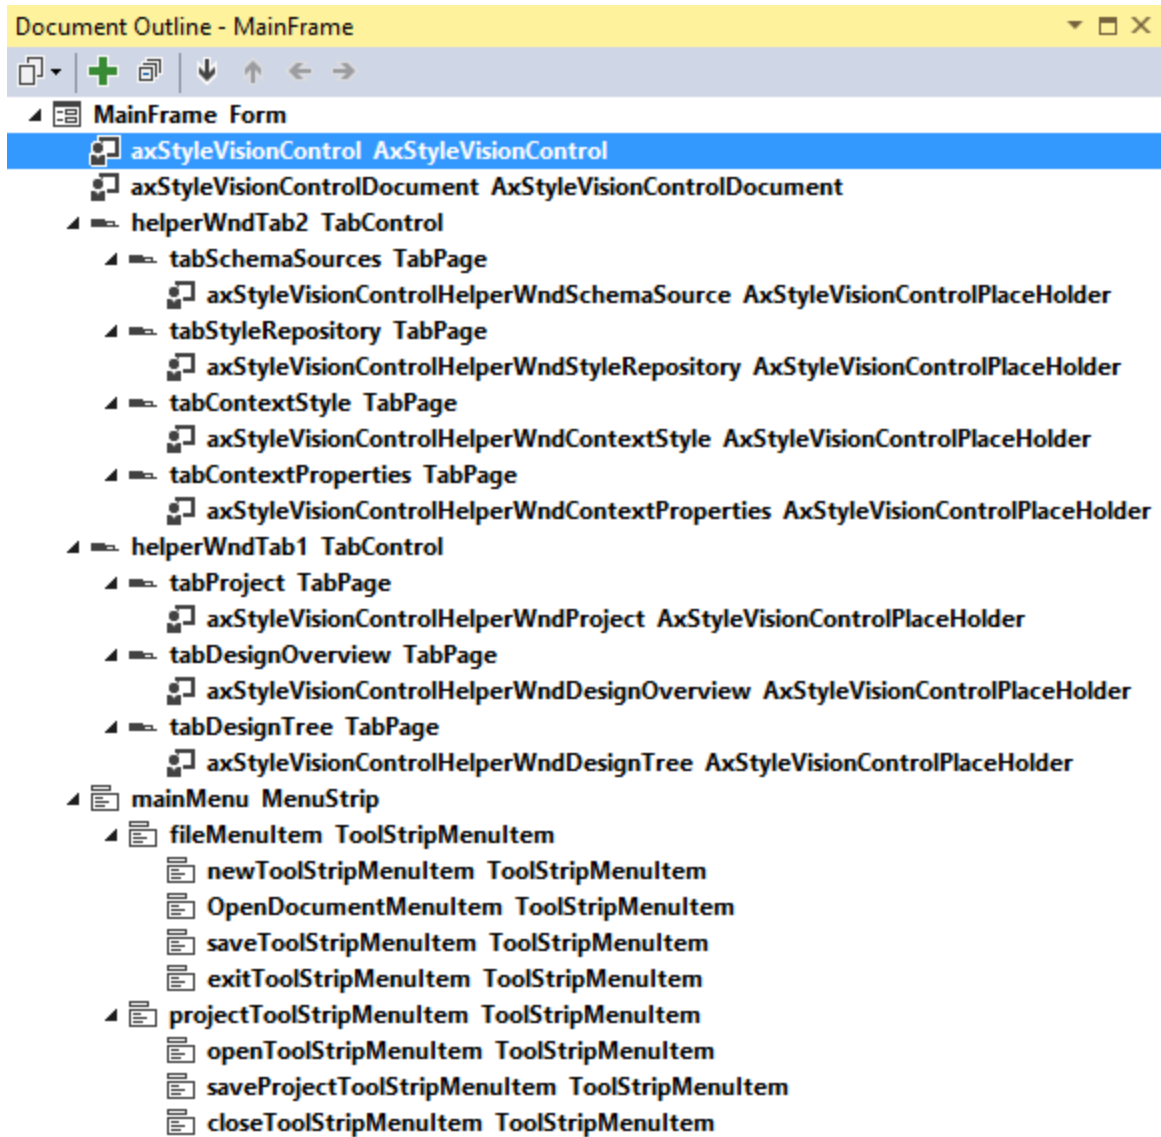 Document Outline - MainFrame
MainFrame Form
axStyleVisionControl AxStyleVisionControl
axStyleVisionControlDocument AxStyleVisionControlDocument
helperWndTab2 TabControl
tabSchemaSources TabPage
axStyleVisionControlHelperWndSchemaSource AxStyleVisionControlPlaceHolder
tabStyleRepository TabPage
axStyleVisionControlHelperWndStyleRepository AxStyleVisionControlPlaceHolder
tabContextStyle TabPage
axStyleVisionControlHelperWndContextStyle AxStyleVisionControlPlaceHolder
tabContextProperties TabPage
axStyleVisionControlHelperWndContextProperties AxStyleVisionControlPlaceHolder
helperWndTab1 TabControl
tabProject TabPage
axStyleVisionControlHelperWndProject AxStyleVisionControlPlaceHolder
tabDesignOverview TabPage
axStyleVisionControlHelperWndDesignOverview AxStyleVisionControlPlaceHolder
tabDesignTree TabPage
axStyleVisionControlHelperWndDesignTree AxStyleVisionControlPlaceHolder
mainMenu MenuStrip
fileMenuItem ToolStripMenuItem
newToolStripMenuItem ToolStripMenuItem
OpenDocumentMenuItem ToolStripMenuItem
saveToolStripMenuItem ToolStripMenuItem
exitToolStripMenuItem ToolStripMenuItem
projectToolStripMenuItem ToolStripMenuItem
openToolStripMenuItem ToolStripMenuItem
saveProjectToolStripMenuItem ToolStripMenuItem
closeToolStripMenuItem ToolStripMenuItem